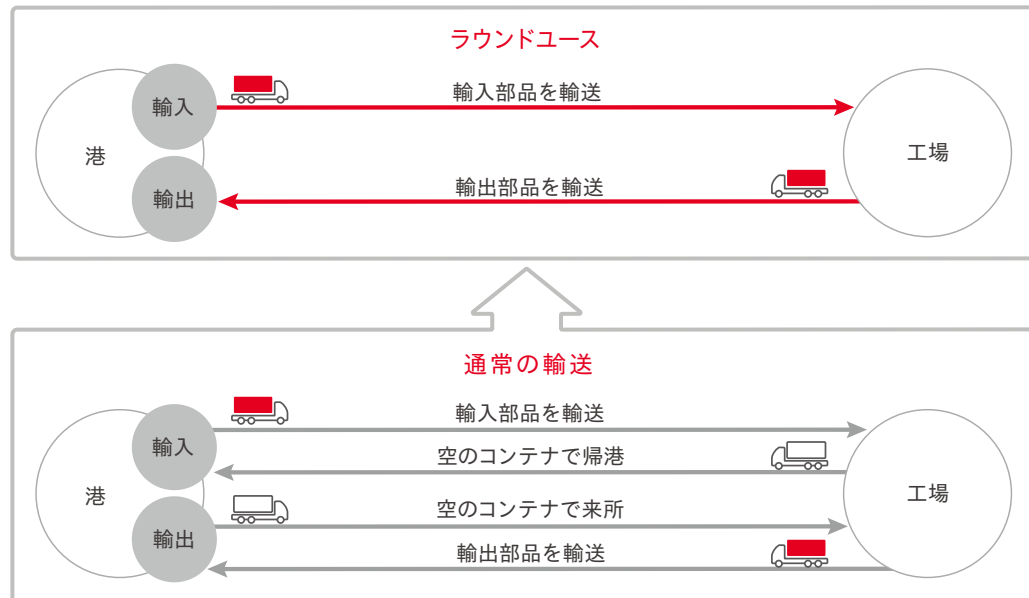 ラウンドユース
輸入
輸入部品を輸送
港
工場
輸出
輸出部品を輸送
通常の輸送
輸入部品を輸送
輸入
空のコンテナで帰港
港
工場
空のコンテナで来所
輸出
輸出部品を輸送